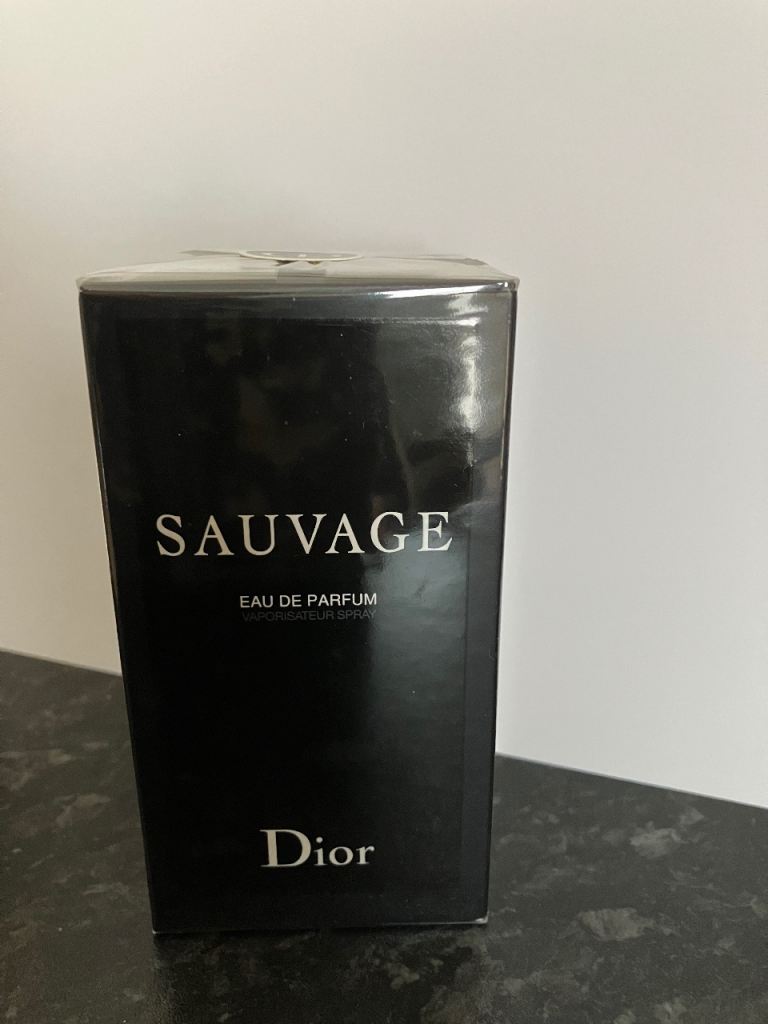 SAUVAGE
EAU DE PARFUM
VAPORISATEUR SPRAY
Dior